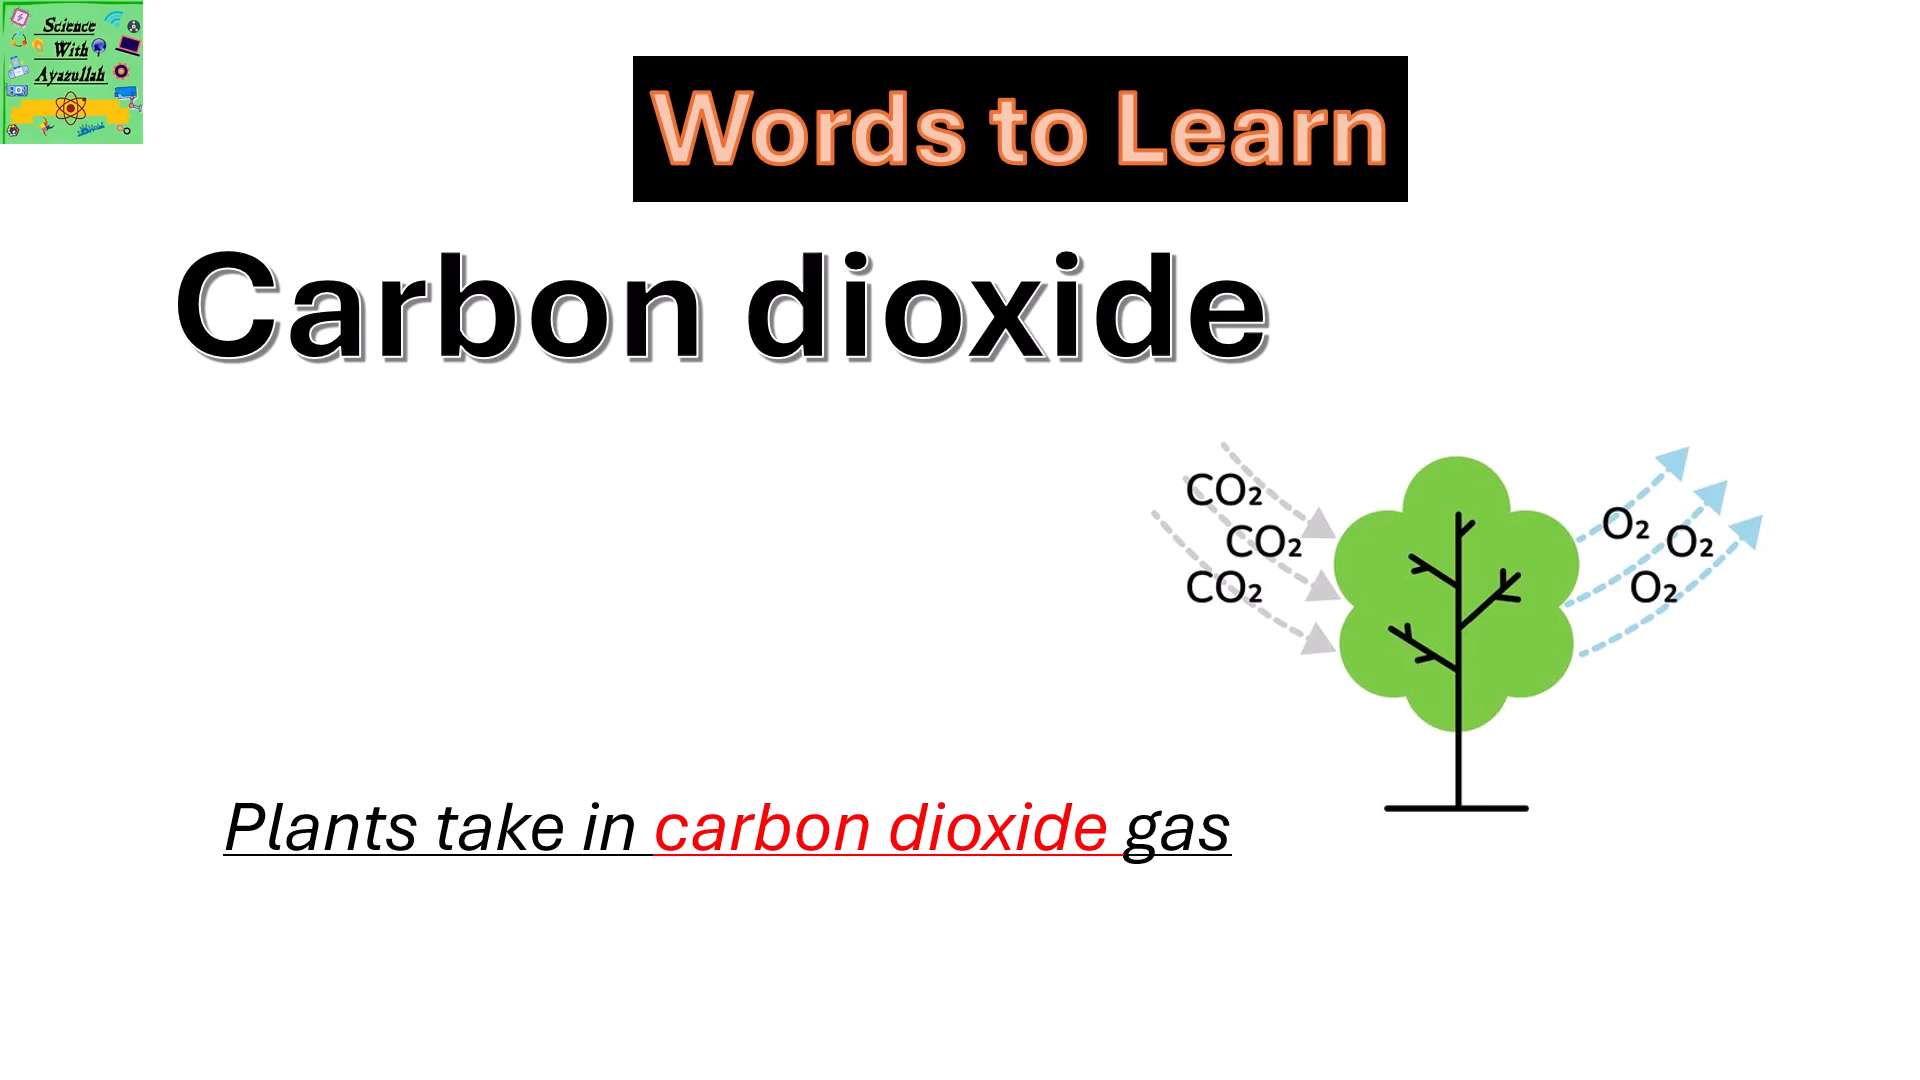 Science
With
Ayazullah
Words to Learn
Carbon dioxide
CO₂
CO₂
CO₂
O₂
O₂
O₂
Plants take in carbon dioxide gas